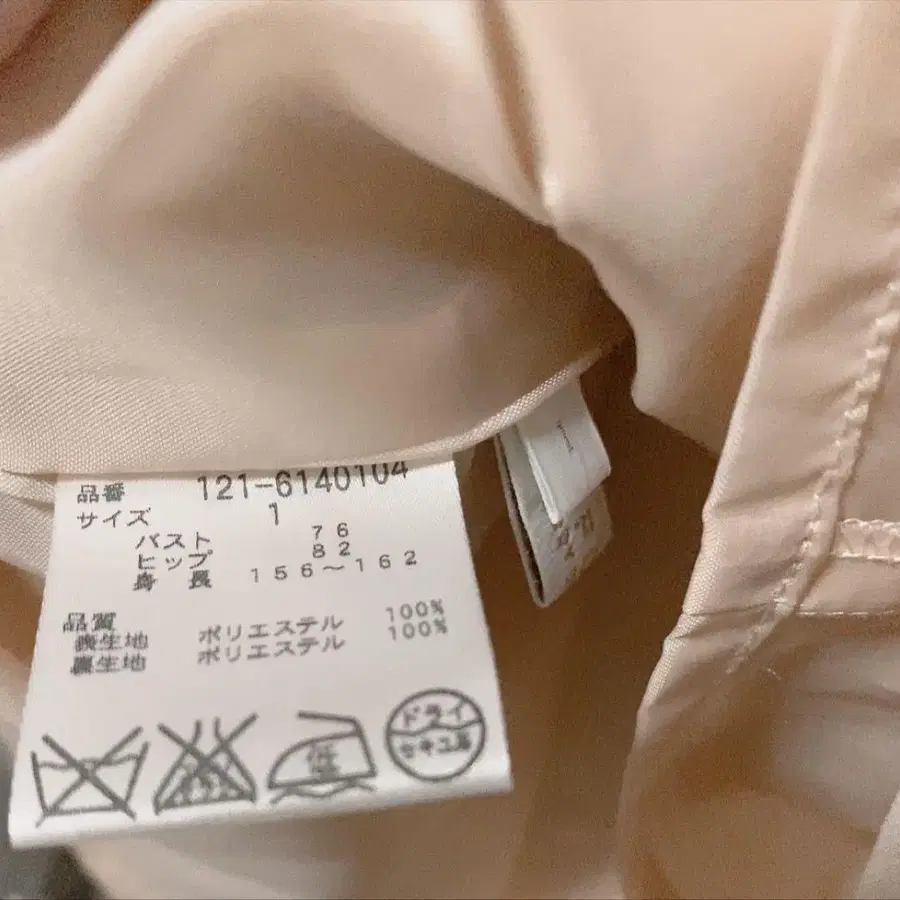 品番 121-6140104
サイズ 1
バスト 76
ヒップ 82
身長 156～162
品質
表生地 ポリエステル 100%
裏生地 ポリエステル 100%
低
ドライ
セキユ系